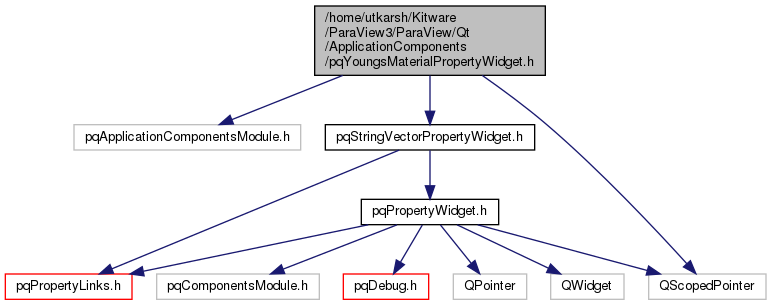 /home/utkarsh/Kitware
/ParaView3/ParaView/Qt
/ApplicationComponents
/pqYoungsMaterialPropertyWidget.h
pqApplicationComponentsModule.h
pqStringVectorPropertyWidget.h
pqPropertyWidget.h
pqPropertyLinks.h
pqComponentsModule.h
pqDebug.h
QPointer
QWidget
QScopedPointer